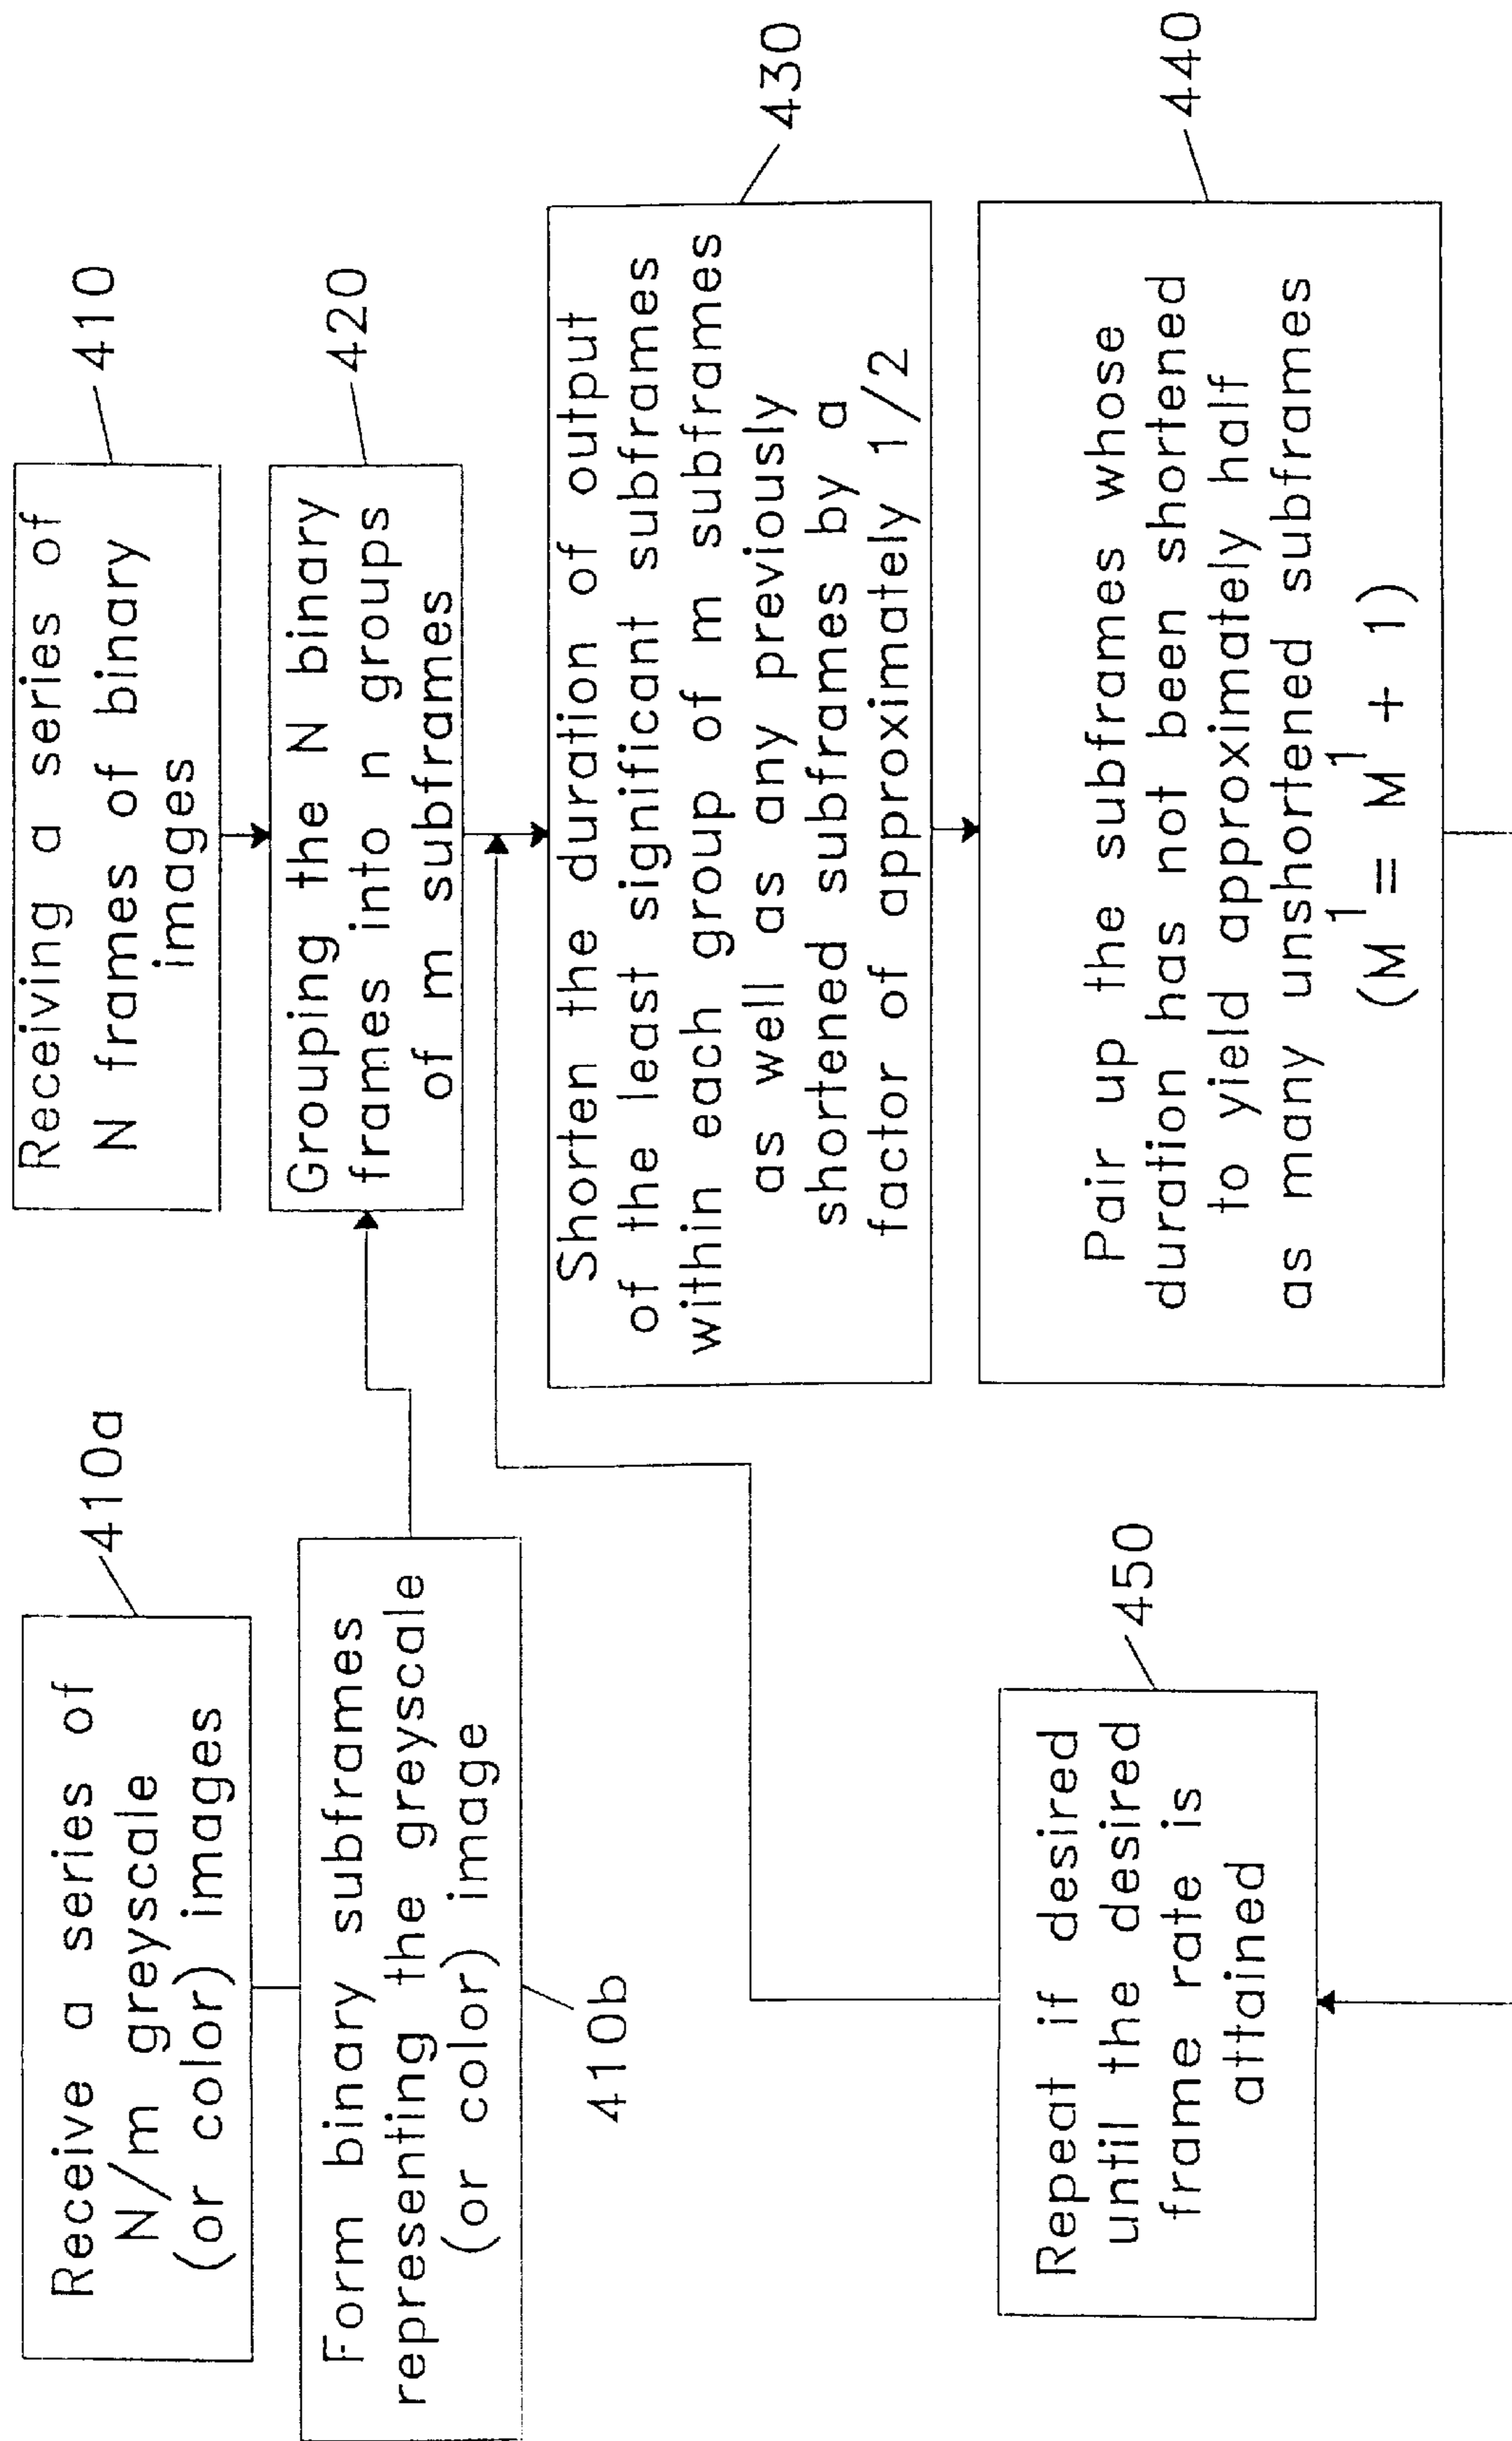 Receive a series of
N/m greyscale
(or color) images
410a
Form binary subframes
representing the greyscale
(or color) image
410b
Receiving a series of
N frames of binary
images
410
Grouping the N binary
frames into n groups
of m subframes
420
Shorten the duration of output
of the least significant subframes
within each group of m subframes
as well as any previously
shortened subframes by a
factor of approximately 1/2
430
Pair up the subframes whose
duration has not been shortened
to yield approximately half
as many unshortened subframes
(M¹ = M¹ + 1)
440
Repeat if desired
until the desired
frame rate is
attained
450